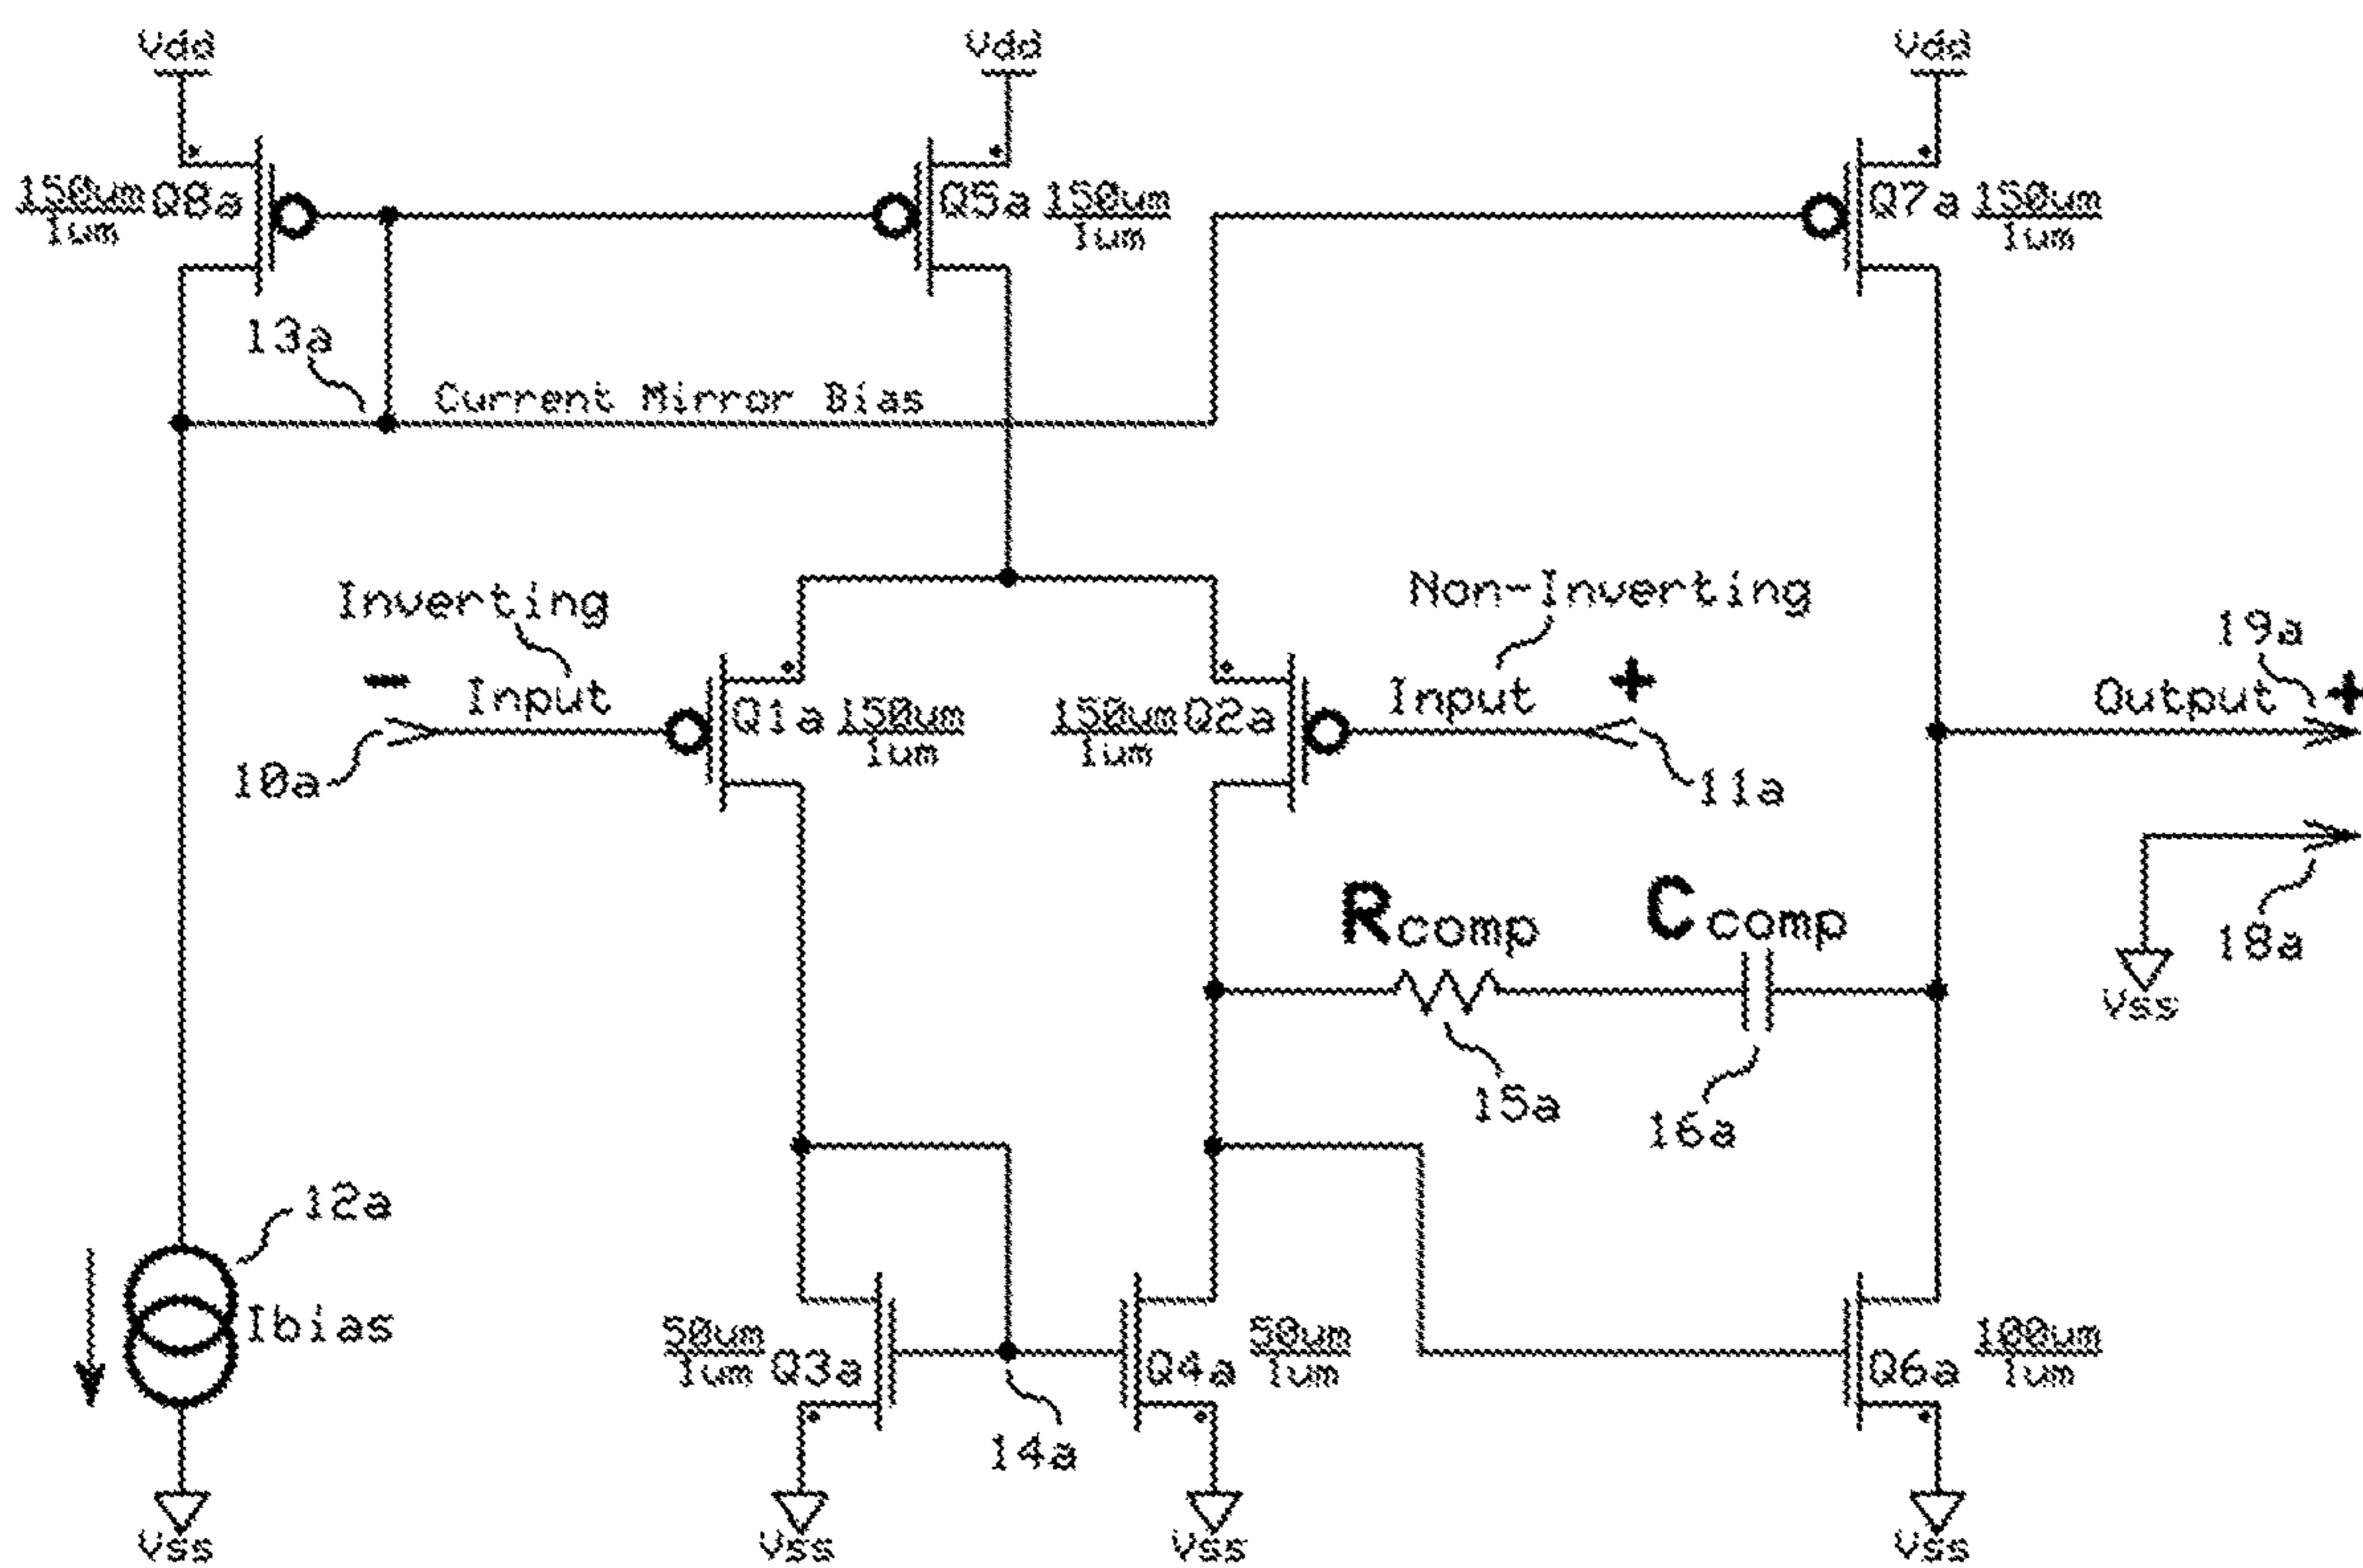 Vdd
Vdd
Vdd
150um
1um
Q8a
Q5a
150um
1um
Q7a
150um
1um
13a
Current Mirror Bias
Inverting
- Input
10a
Q1a
150um
1um
150um
1um
Q2a
Non-Inverting
Input +
11a
19a
Output +
18a
Vss
Rcomp
Ccomp
15a
16a
12a
Ibias
50um
1um
Q3a
14a
Q4a
50um
1um
Q6a
100um
1um
Vss
Vss
Vss
Vss